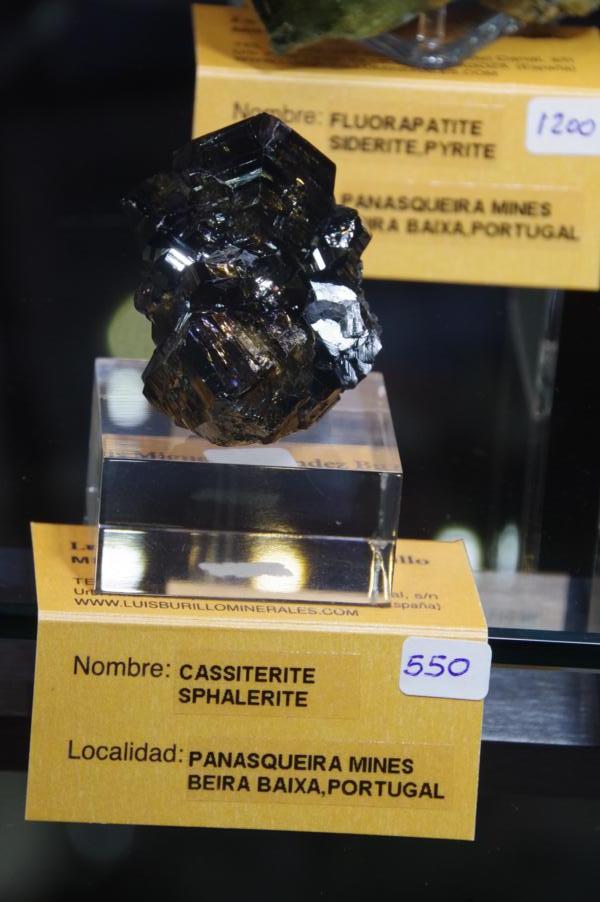 Nombre: FLUORAPATITE
SIDERITE,PYRITE
1200
PANASQUEIRA MINES
BAIXA,PORTUGAL
WWW.LUISBURILLOMINERALES.COM
Nombre: CASSITERITE
SPHALERITE
550
Localidad: PANASQUEIRA MINES
BEIRA BAIXA,PORTUGAL